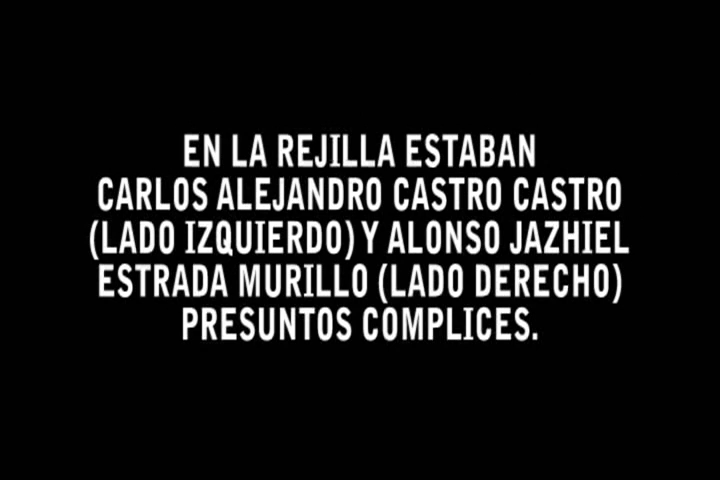 EN LA REJILLA ESTABAN
CARLOS ALEJANDRO CASTRO CASTRO
(LADO IZQUIERDO) Y ALONSO JAZHIEL
ESTRADA MURILLO (LADO DERECHO)
PRESUNTOS COMPLICES.